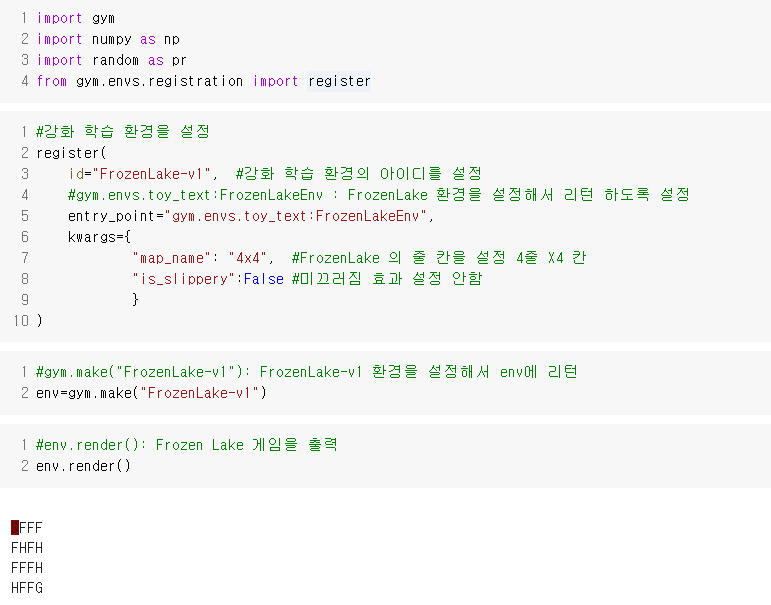 1 import gym
2 import numpy as np
3 import random as pr
4 from gym.envs.registration import register
1 #강화 학습 환경을 설정
2 register(
3     id="FrozenLake-v1",  #강화 학습 환경의 아이디를 설정
4     #gym.envs.toy_text:FrozenLakeEnv : FrozenLake 환경을 설정해서 리턴 하도록 설정
5     entry_point="gym.envs.toy_text:FrozenLakeEnv",
6     kwargs={
7             "map_name": "4x4",  #FrozenLake 의 줄 칸을 설정 4줄 X4 칸
8             "is_slippery":False #미끄러짐 효과 설정 안함
9             }
10 )
1 #gym.make("FrozenLake-v1"): FrozenLake-v1 환경을 설정해서 env에 리턴
2 env=gym.make("FrozenLake-v1")
1 #env.render(): Frozen Lake 게임을 출력
2 env.render()
FFF
FHFH
FFFH
HFFG